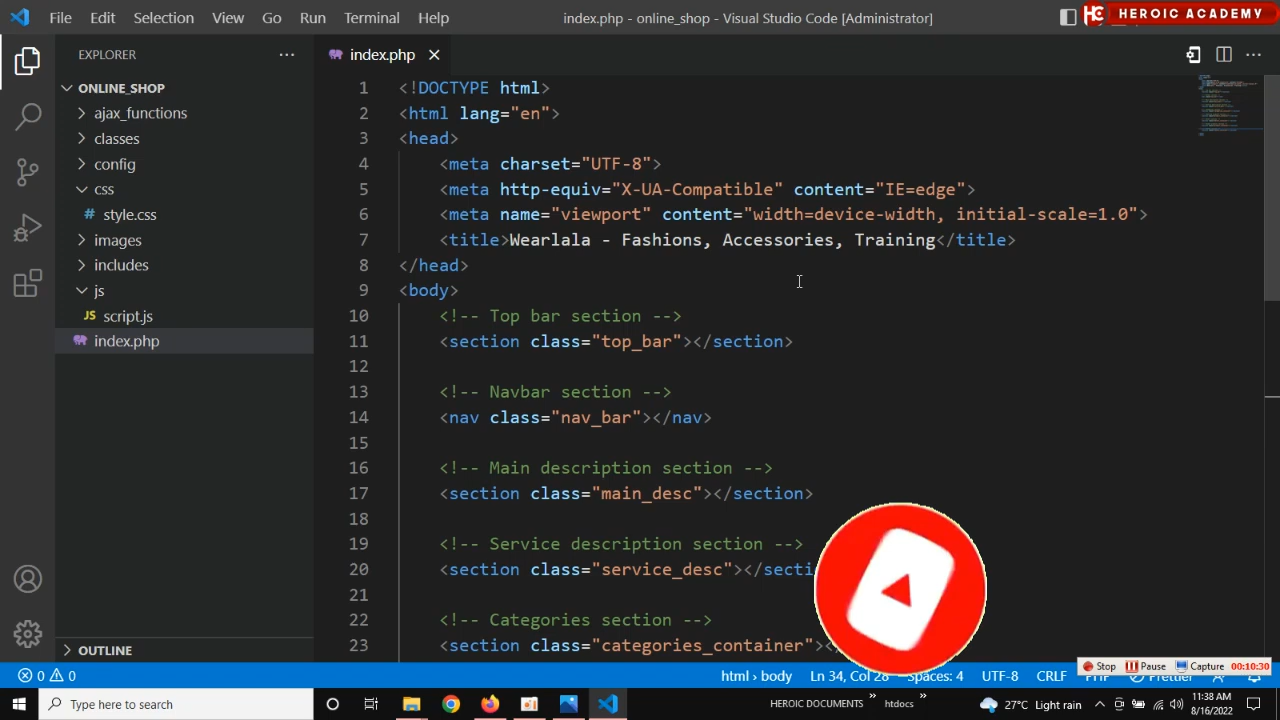 File Edit Selection View Go Run Terminal Help
index.php - online_shop - Visual Studio Code [Administrator]
HC HEROIC ACADEMY
EXPLORER
ONLINE_SHOP
ajax_functions
classes
config
css
# style.css
images
includes
js
JS script.js
index.php
OUTLINE
index.php
1 <!DOCTYPE html>
2 <html lang="en">
3 <head>
4 <meta charset="UTF-8">
5 <meta http-equiv="X-UA-Compatible" content="IE=edge">
6 <meta name="viewport" content="width=device-width, initial-scale=1.0">
7 <title>Wearlala - Fashions, Accessories, Training</title>
8 </head>
9 <body>
10 <!-- Top bar section -->
11 <section class="top_bar"></section>
12
13 <!-- Navbar section -->
14 <nav class="nav_bar"></nav>
15
16 <!-- Main description section -->
17 <section class="main_desc"></section>
18
19 <!-- Service description section -->
20 <section class="service_desc"></secti
21
22 <!-- Categories section -->
23 <section class="categories_container"><
Stop Pause Capture 00:10:30
0 0 html › body Ln 34, Col 28 Spaces: 4 UTF-8 CRLF PHP Prettier
Type here to search
HEROIC DOCUMENTS » htdocs »
27°C Light rain
11:38 AM
8/16/2022